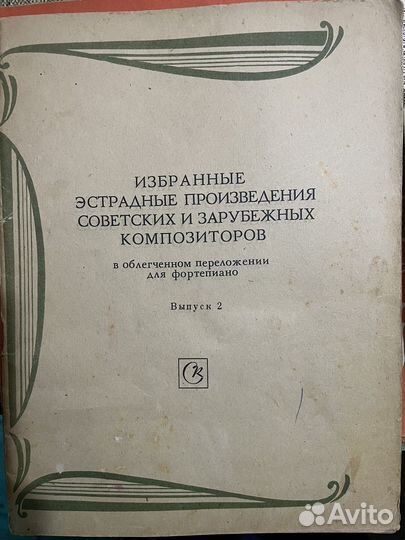 ИЗБРАННЫЕ
ЭСТРАДНЫЕ ПРОИЗВЕДЕНИЯ
СОВЕТСКИХ И ЗАРУБЕЖНЫХ
КОМПОЗИТОРОВ
в облегченном переложении
для фортепиано
Выпуск 2
СК
Avito